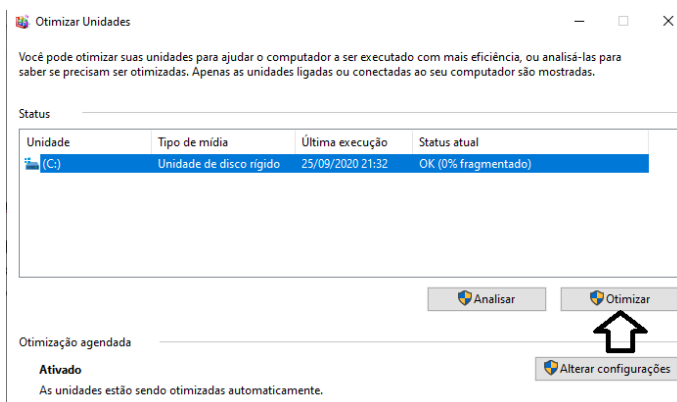 Otimizar Unidades
Você pode otimizar suas unidades para ajudar o computador a ser executado com mais eficiência, ou analisá-las para
saber se precisam ser otimizadas. Apenas as unidades ligadas ou conectadas ao seu computador são mostradas.
Status
Unidade Tipo de mídia Última execução Status atual
(C:) Unidade de disco rígido 25/09/2020 21:32 OK (0% fragmentado)
Analisar Otimizar
Otimização agendada
Ativado Alterar configurações
As unidades estão sendo otimizadas automaticamente.